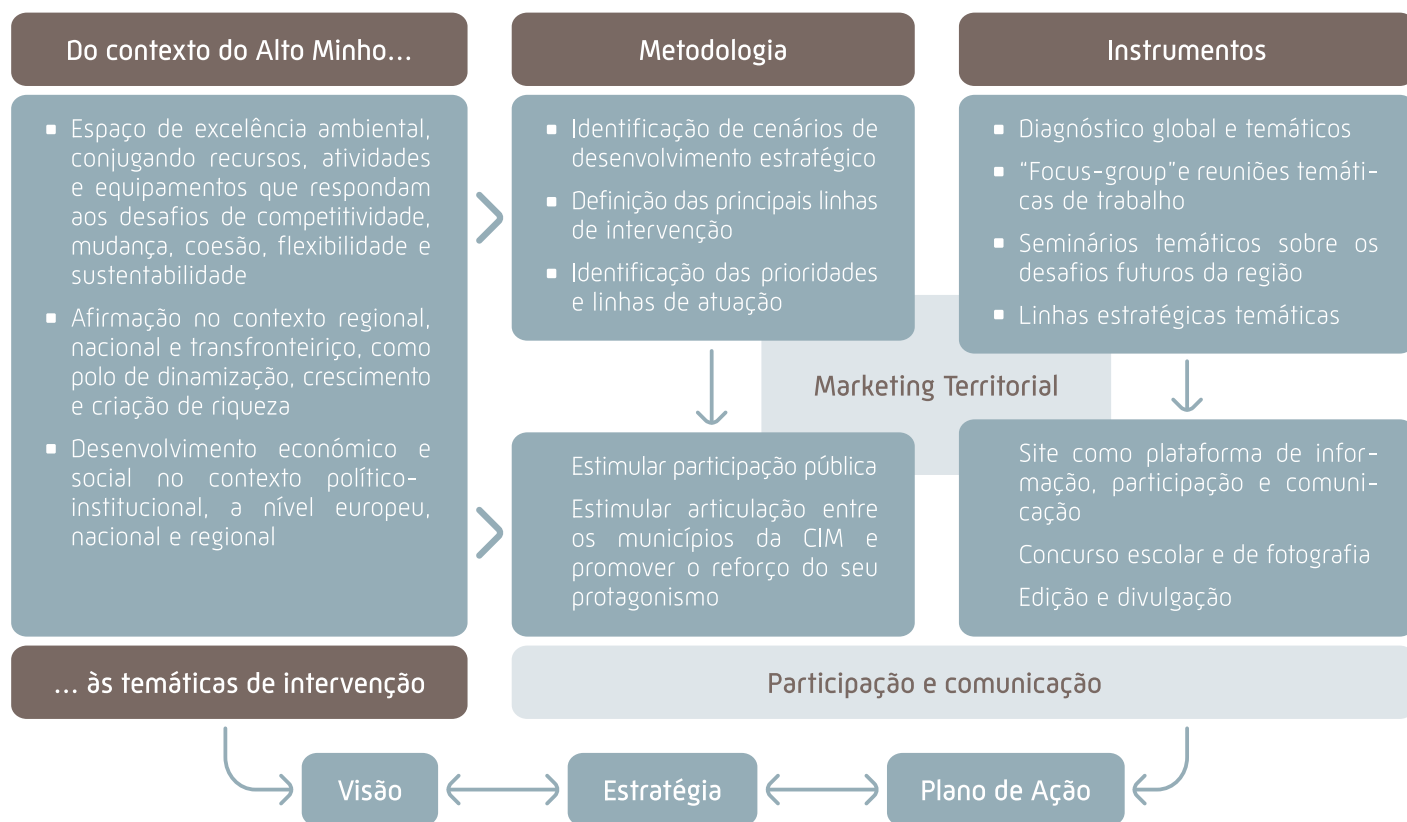 Do contexto do Alto Minho...
▪ Espaço de excelência ambiental,
conjugando recursos, atividades
e equipamentos que respondam
aos desafios de competitividade,
mudança, coesão, flexibilidade e
sustentabilidade
▪ Afirmação no contexto regional,
nacional e transfronteiriço, como
polo de dinamização, crescimento
e criação de riqueza
▪ Desenvolvimento económico e
social no contexto político-
institucional, a nível europeu,
nacional e regional
... às temáticas de intervenção
Metodologia
▪ Identificação de cenários de
desenvolvimento estratégico
▪ Definição das principais linhas
de intervenção
▪ Identificação das prioridades
e linhas de atuação
Estimular participação pública
Estimular articulação entre
os municípios da CIM e
promover o reforço do seu
protagonismo
Marketing Territorial
Instrumentos
▪ Diagnóstico global e temáticos
▪ “Focus-group”e reuniões temáti-
cas de trabalho
▪ Seminários temáticos sobre os
desafios futuros da região
▪ Linhas estratégicas temáticas
Site como plataforma de infor-
mação, participação e comuni-
cação
Concurso escolar e de fotografia
Edição e divulgação
Participação e comunicação
Visão
Estratégia
Plano de Ação